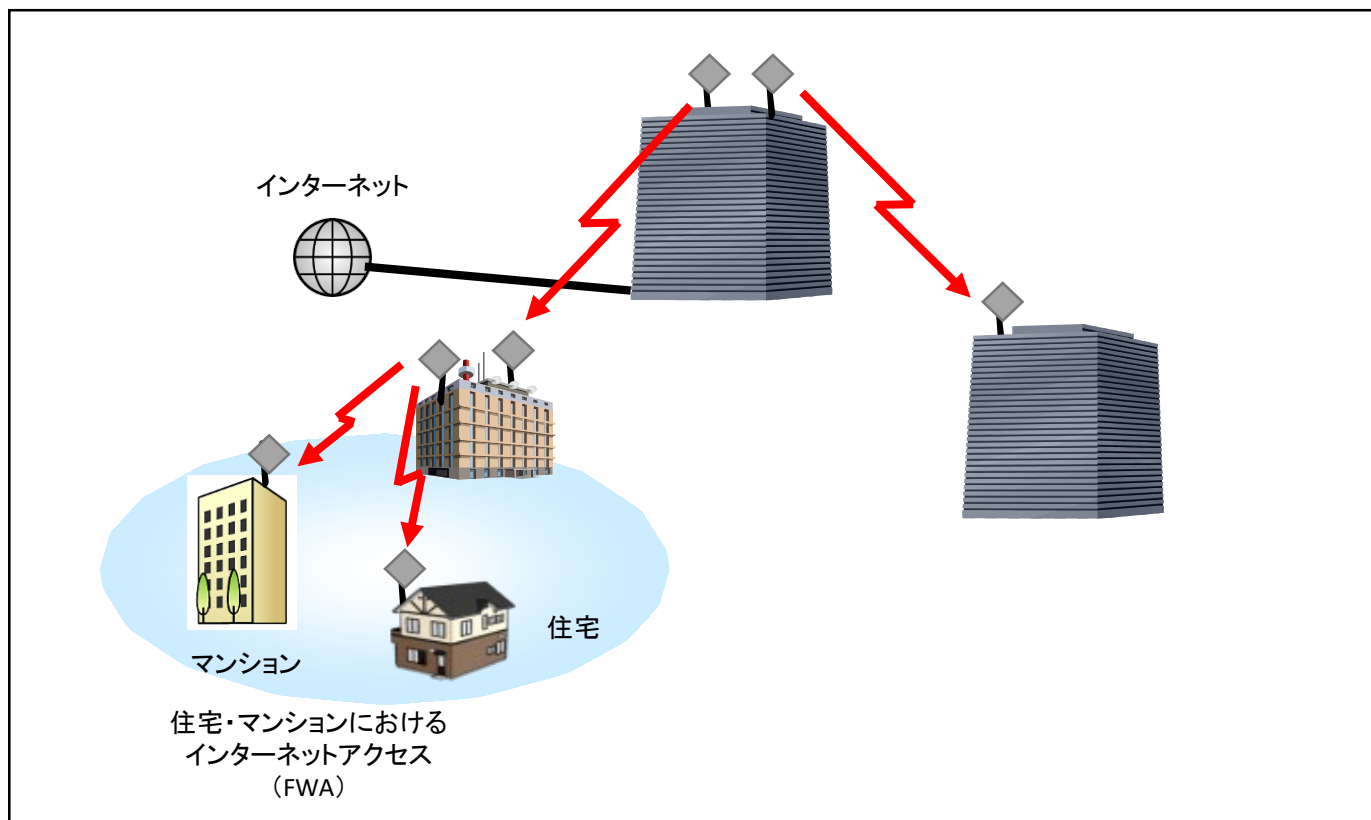 インターネット
住宅
マンション
住宅・マンションにおける
インターネットアクセス
（FWA）